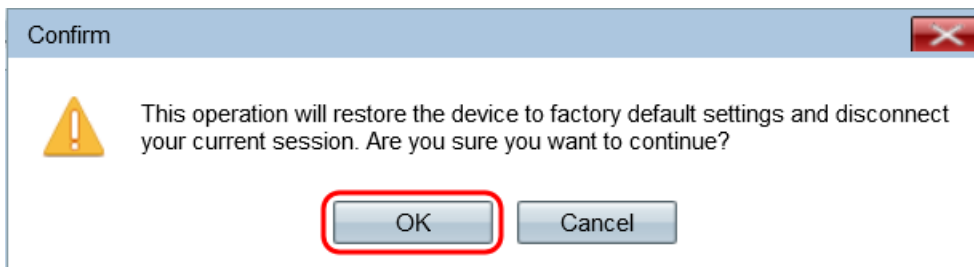 Confirm
This operation will restore the device to factory default settings and disconnect
your current session. Are you sure you want to continue?
OK
Cancel